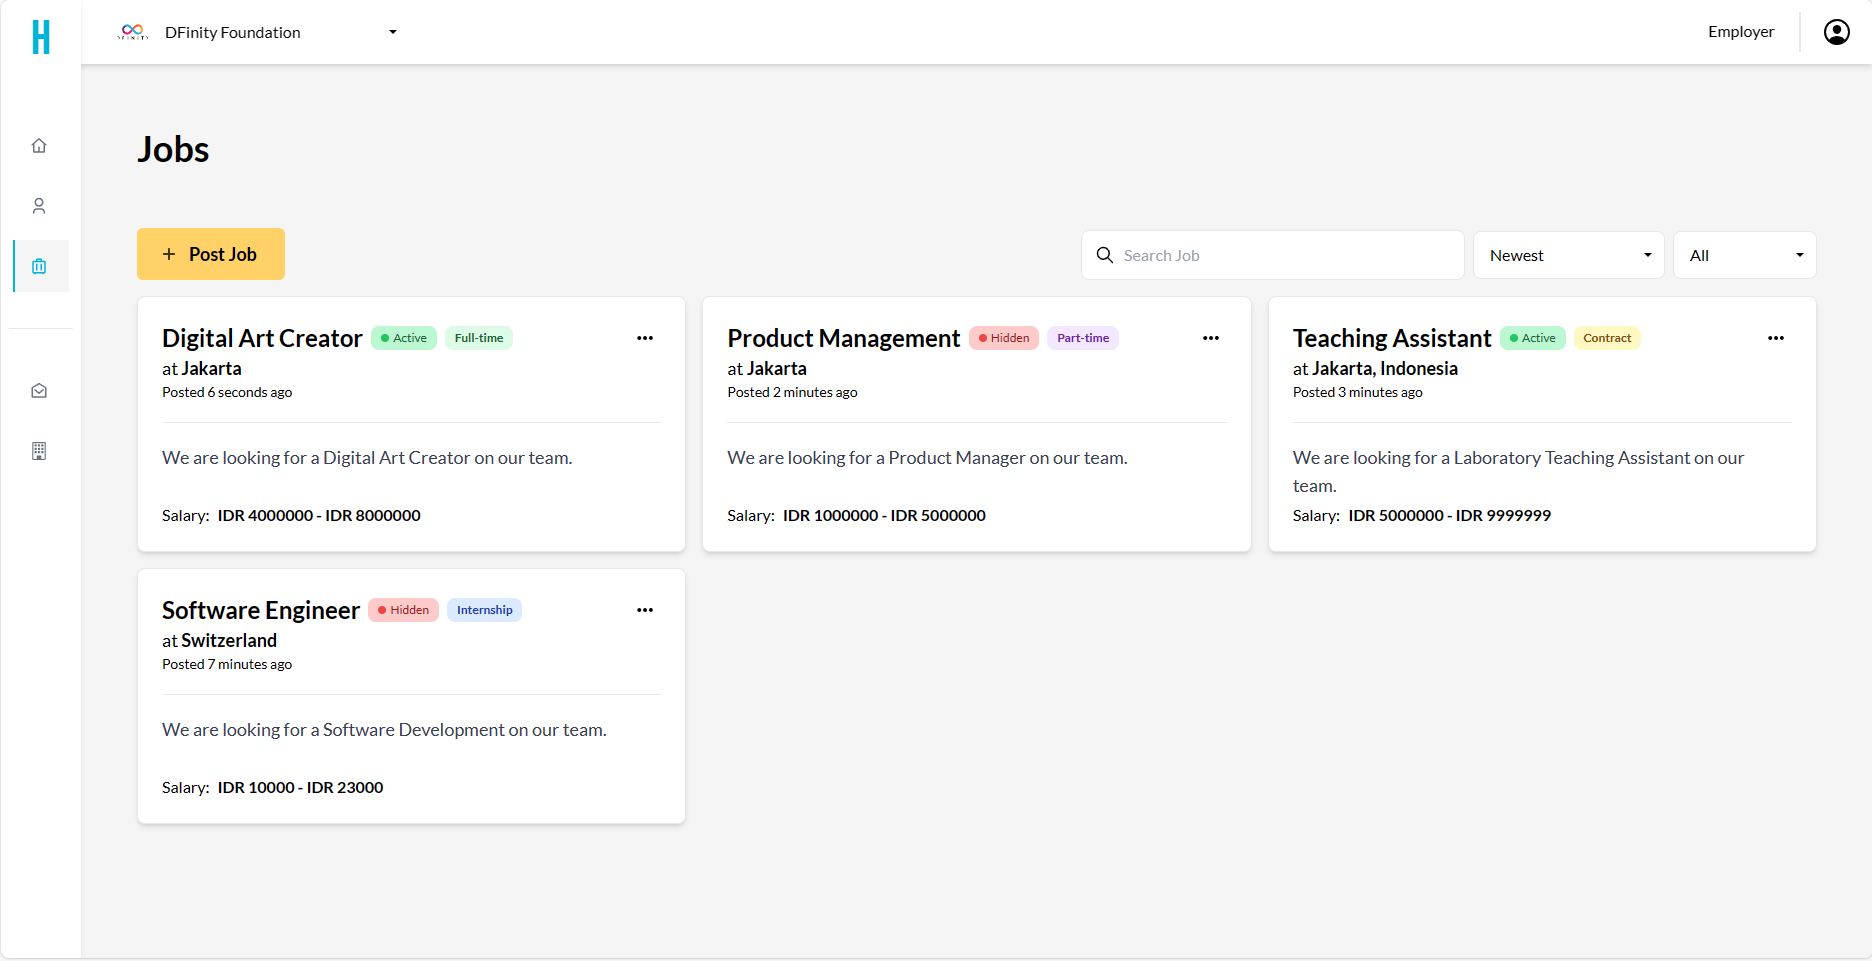 H
DFINITY
DFinity Foundation
Employer
Jobs
+ Post Job
Search Job
Newest
All
Digital Art Creator Active Full-time
at Jakarta
Posted 6 seconds ago
We are looking for a Digital Art Creator on our team.
Salary: IDR 4000000 - IDR 8000000
Product Management Hidden Part-time
at Jakarta
Posted 2 minutes ago
We are looking for a Product Manager on our team.
Salary: IDR 1000000 - IDR 5000000
Teaching Assistant Active Contract
at Jakarta, Indonesia
Posted 3 minutes ago
We are looking for a Laboratory Teaching Assistant on our
team.
Salary: IDR 5000000 - IDR 9999999
Software Engineer Hidden Internship
at Switzerland
Posted 7 minutes ago
We are looking for a Software Development on our team.
Salary: IDR 10000 - IDR 23000